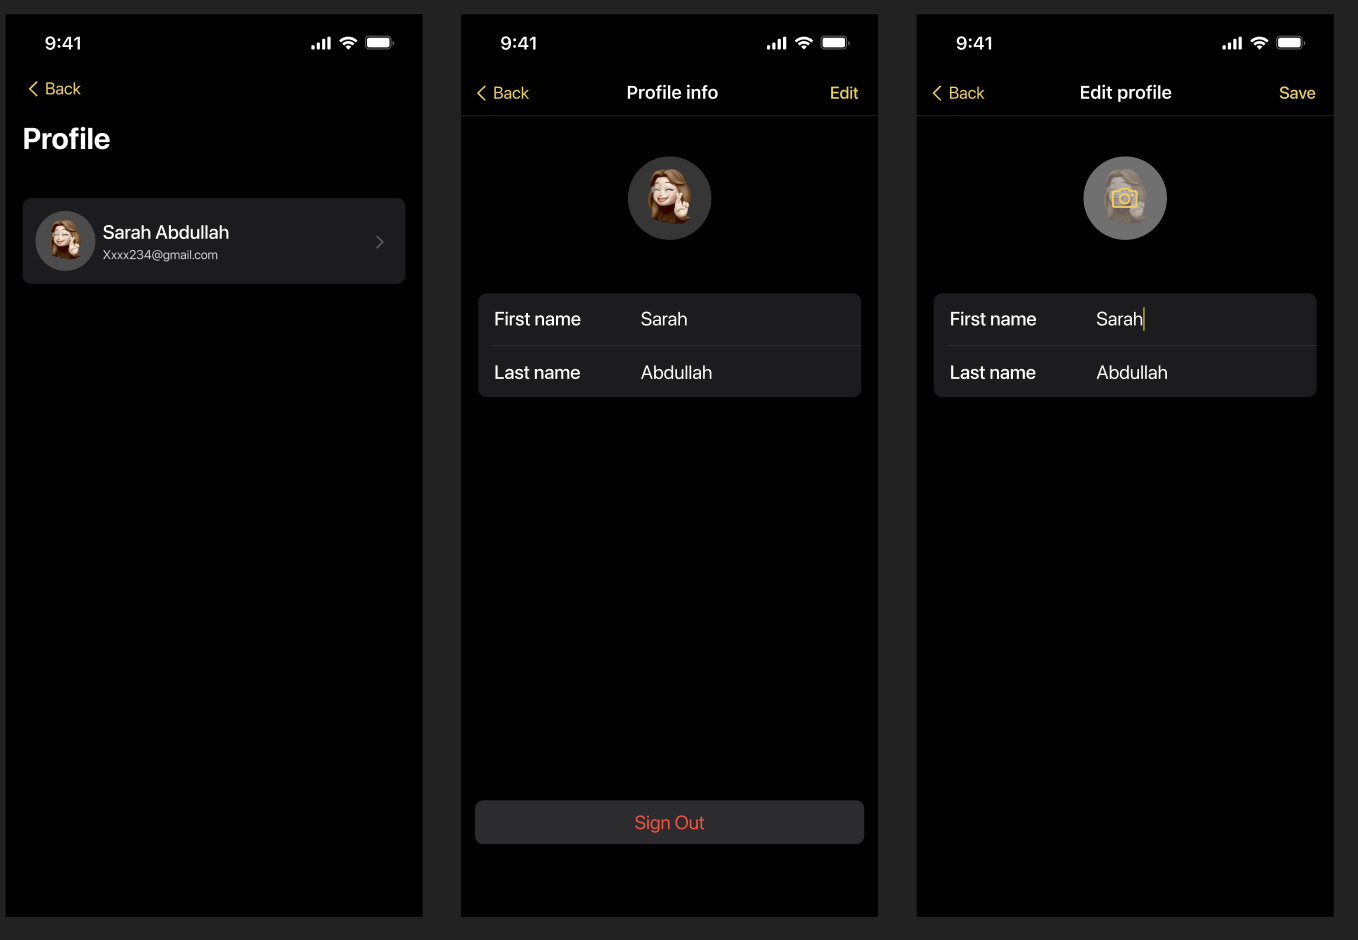 9:41
Back
Profile
Sarah Abdullah
Xxxx234@gmail.com
9:41
Back Profile info Edit
First name Sarah
Last name Abdullah
Sign Out
9:41
Back Edit profile Save
First name Sarah
Last name Abdullah